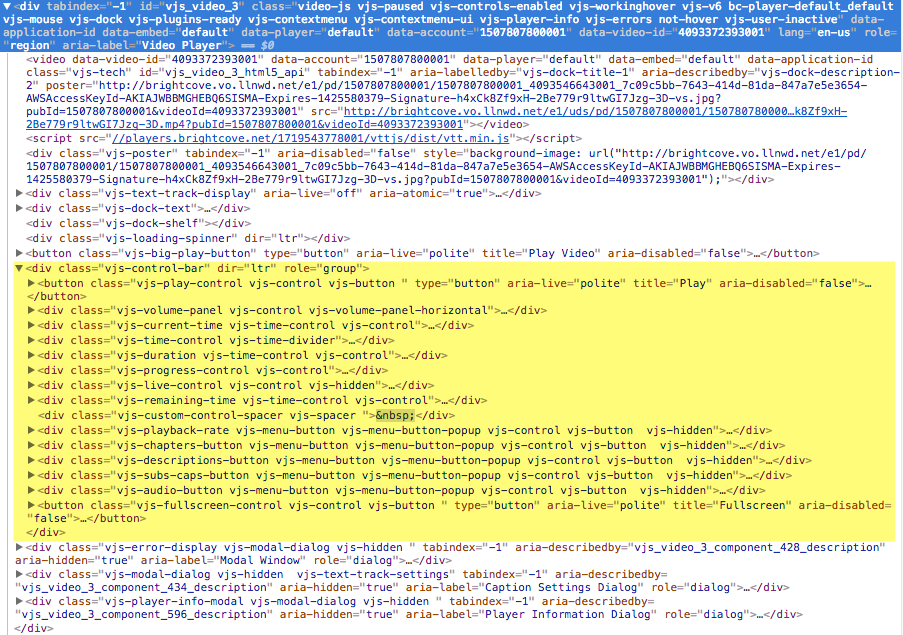 ▼<div tabindex="-1" id="vjs_video_3" class="video-js vjs-paused vjs-controls-enabled vjs-workinghover vjs-v6 bc-player-default_default
vjs-mouse vjs-dock vjs-plugins-ready vjs-contextmenu vjs-contextmenu-ui vjs-player-info vjs-errors not-hover vjs-user-inactive" data-
application-id data-embed="default" data-player="default" data-account="1507807800001" data-video-id="4093372393001" lang="en-us" role=
"region" aria-label="Video Player"> == $0
<video data-video-id="4093372393001" data-account="1507807800001" data-player="default" data-embed="default" data-application-id
class="vjs-tech" id="vjs_video_3_html5_api" tabindex="-1" aria-labelledby="vjs-dock-title-1" aria-describedby="vjs-dock-description-
2" poster="http://brightcove.vo.llnwd.net/e1/pd/1507807800001/1507807800001_4093546643001_7c09c5bb-7643-414d-81da-847a7e5e3654-
AWSAccessKeyId-AKIAJWBBMGHEBQ6SISMA-Expires-1425580379-Signature-h4xCk8Zf9xH-2Be779r9ltwGI7Jzq-3D-vs.jpg?
pubId=1507807800001&videoId=4093372393001" src="http://brightcove.vo.llnwd.net/e1/uds/pd/1507807800001/150780780000…k8Zf9xH-
2Be779r9ltwGI7Jzq-3D.mp4?pubId=1507807800001&videoId=4093372393001"></video>
<script src="//players.brightcove.net/1719543778001/vttjs/dist/vtt.min.js"></script>
<div class="vjs-poster" tabindex="-1" aria-disabled="false" style="background-image: url("http://brightcove.vo.llnwd.net/e1/pd/
1507807800001/1507807800001_4093546643001_7c09c5bb-7643-414d-81da-847a7e5e3654-AWSAccessKeyId-AKIAJWBBMGHEBQ6SISMA-Expires-
1425580379-Signature-h4xCk8Zf9xH-2Be779r9ltwGI7Jzq-3D-vs.jpg?pubId=1507807800001&videoId=4093372393001");"></div>
▶<div class="vjs-text-track-display" aria-live="off" aria-atomic="true">…</div>
▶<div class="vjs-dock-text">…</div>
<div class="vjs-dock-shelf"></div>
<div class="vjs-loading-spinner" dir="ltr"></div>
▶<button class="vjs-big-play-button" type="button" aria-live="polite" title="Play Video" aria-disabled="false">…</button>
▼<div class="vjs-control-bar" dir="ltr" role="group">
▶<button class="vjs-play-control vjs-control vjs-button " type="button" aria-live="polite" title="Play" aria-disabled="false">…
</button>
▶<div class="vjs-volume-panel vjs-control vjs-volume-panel-horizontal">…</div>
▶<div class="vjs-current-time vjs-time-control vjs-control">…</div>
▶<div class="vjs-time-control vjs-time-divider">…</div>
▶<div class="vjs-duration vjs-time-control vjs-control">…</div>
▶<div class="vjs-progress-control vjs-control">…</div>
▶<div class="vjs-live-control vjs-control vjs-hidden">…</div>
▶<div class="vjs-remaining-time vjs-time-control vjs-control">…</div>
<div class="vjs-custom-control-spacer vjs-spacer ">&nbsp;</div>
▶<div class="vjs-playback-rate vjs-menu-button vjs-menu-button-popup vjs-control vjs-button  vjs-hidden">…</div>
▶<div class="vjs-chapters-button vjs-menu-button vjs-menu-button-popup vjs-control vjs-button  vjs-hidden">…</div>
▶<div class="vjs-descriptions-button vjs-menu-button vjs-menu-button-popup vjs-control vjs-button  vjs-hidden">…</div>
▶<div class="vjs-subs-caps-button vjs-menu-button vjs-menu-button-popup vjs-control vjs-button  vjs-hidden">…</div>
▶<div class="vjs-audio-button vjs-menu-button vjs-menu-button-popup vjs-control vjs-button  vjs-hidden">…</div>
▶<button class="vjs-fullscreen-control vjs-control vjs-button " type="button" aria-live="polite" title="Fullscreen" aria-disabled=
"false">…</button>
</div>
▶<div class="vjs-error-display vjs-modal-dialog vjs-hidden " tabindex="-1" aria-describedby="vjs_video_3_component_428_description"
aria-hidden="true" aria-label="Modal Window" role="dialog">…</div>
▶<div class="vjs-modal-dialog vjs-hidden  vjs-text-track-settings" tabindex="-1" aria-describedby=
"vjs_video_3_component_434_description" aria-hidden="true" aria-label="Caption Settings Dialog" role="dialog">…</div>
▶<div class="vjs-player-info-modal vjs-modal-dialog vjs-hidden " tabindex="-1" aria-describedby=
"vjs_video_3_component_596_description" aria-hidden="true" aria-label="Player Information Dialog" role="dialog">…</div>
</div>